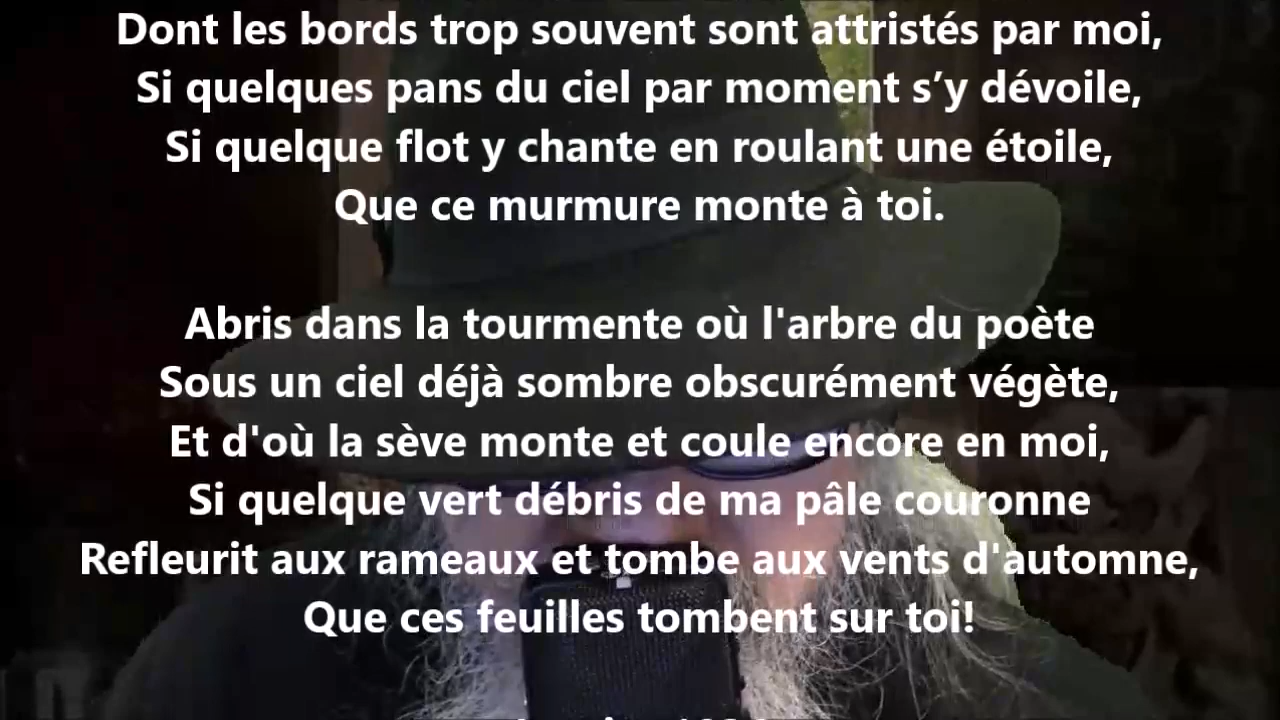 Dont les bords trop souvent sont attristés par moi,
Si quelques pans du ciel par moment s’y dévoile,
Si quelque flot y chante en roulant une étoile,
Que ce murmure monte à toi.
Abris dans la tourmente où l'arbre du poète
Sous un ciel déjà sombre obscurément végète,
Et d'où la sève monte et coule encore en moi,
Si quelque vert débris de ma pâle couronne
Refleurit aux rameaux et tombe aux vents d'automne,
Que ces feuilles tombent sur toi!